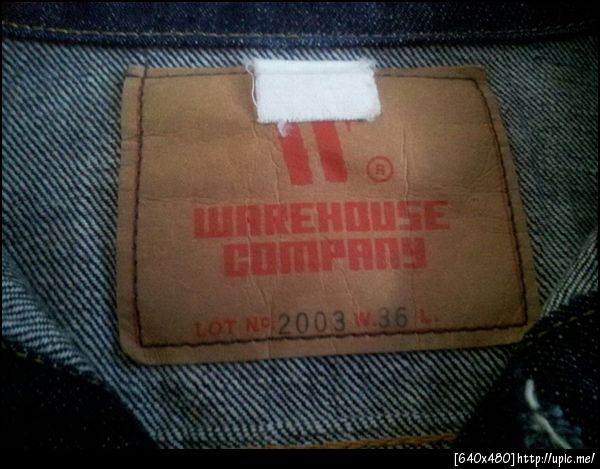 ®
WAREHOUSE
COMPANY
LOT No. 2003 W. 36 L.
[640x480]http://upic.me/